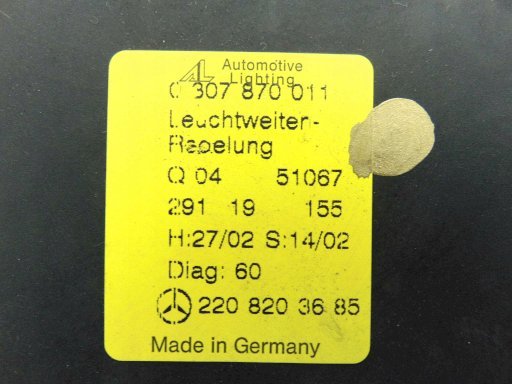 AL Automotive
Lighting
0 307 870 011
Leuchtweiten-
Regelung
Q 04 51067
291 19 155
H:27/02 S:14/02
Diag: 60
220 820 36 85
Made in Germany